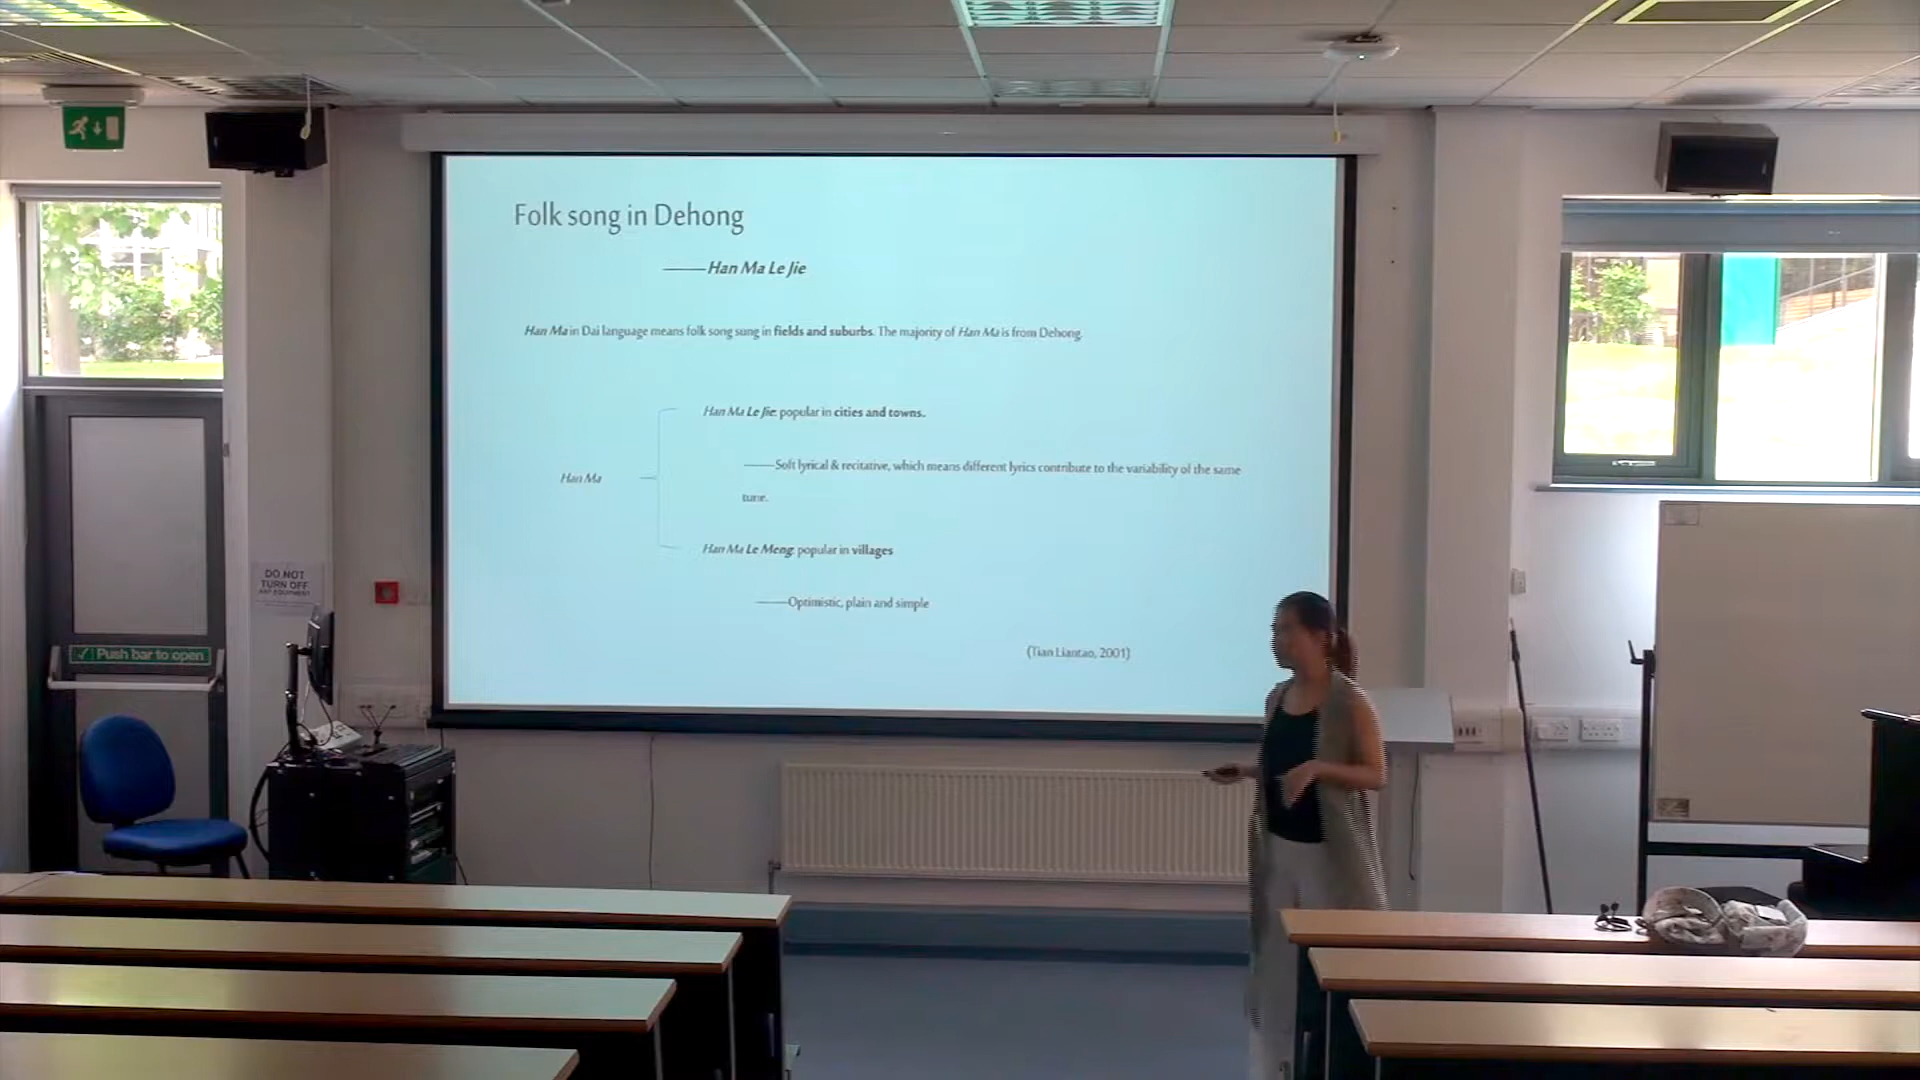 Folk song in Dehong
——Han Ma Le Jie
Han Ma in Dai language means folk song sung in fields and suburbs. The majority of Han Ma is from Dehong.
Han Ma Le Jie: popular in cities and towns.
——Soft lyrical & recitative, which means different lyrics contribute to the variability of the same
tune.
Han Ma
Han Ma Le Meng: popular in villages
——Optimistic, plain and simple
(Tian Liantao, 2001)
DO NOT
TURN OFF
ANY EQUIPMENT
Push bar to open